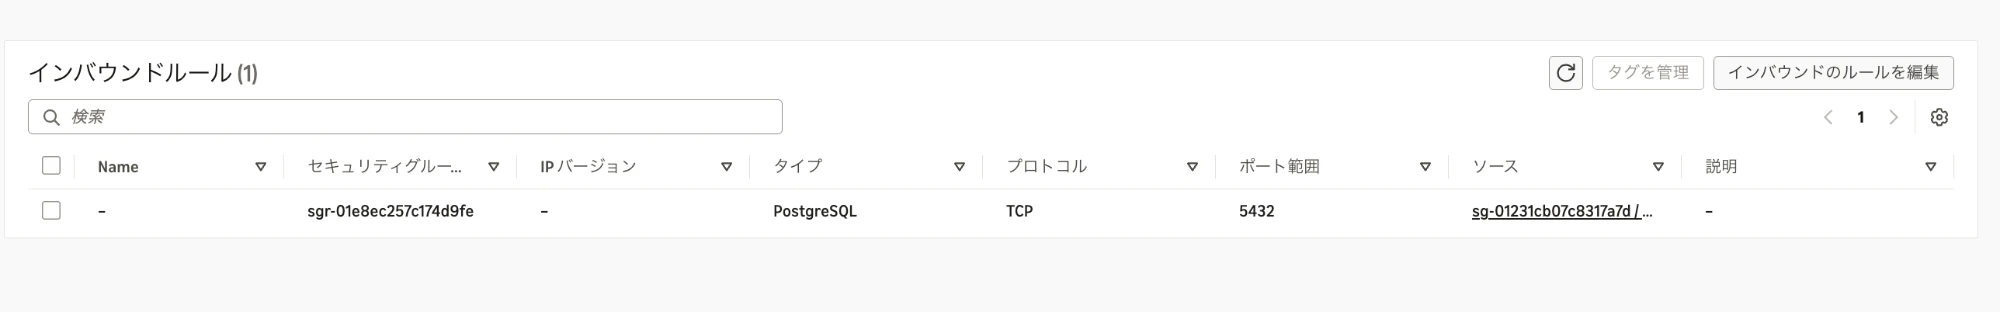 インバウンドルール (1)
タグを管理
インバウンドのルールを編集
検索
1
Name セキュリティグルー... IP バージョン タイプ プロトコル ポート範囲 ソース 説明
– sgr-01e8ec257c174d9fe – PostgreSQL TCP 5432 sg-01231cb07c8317a7d / ... –